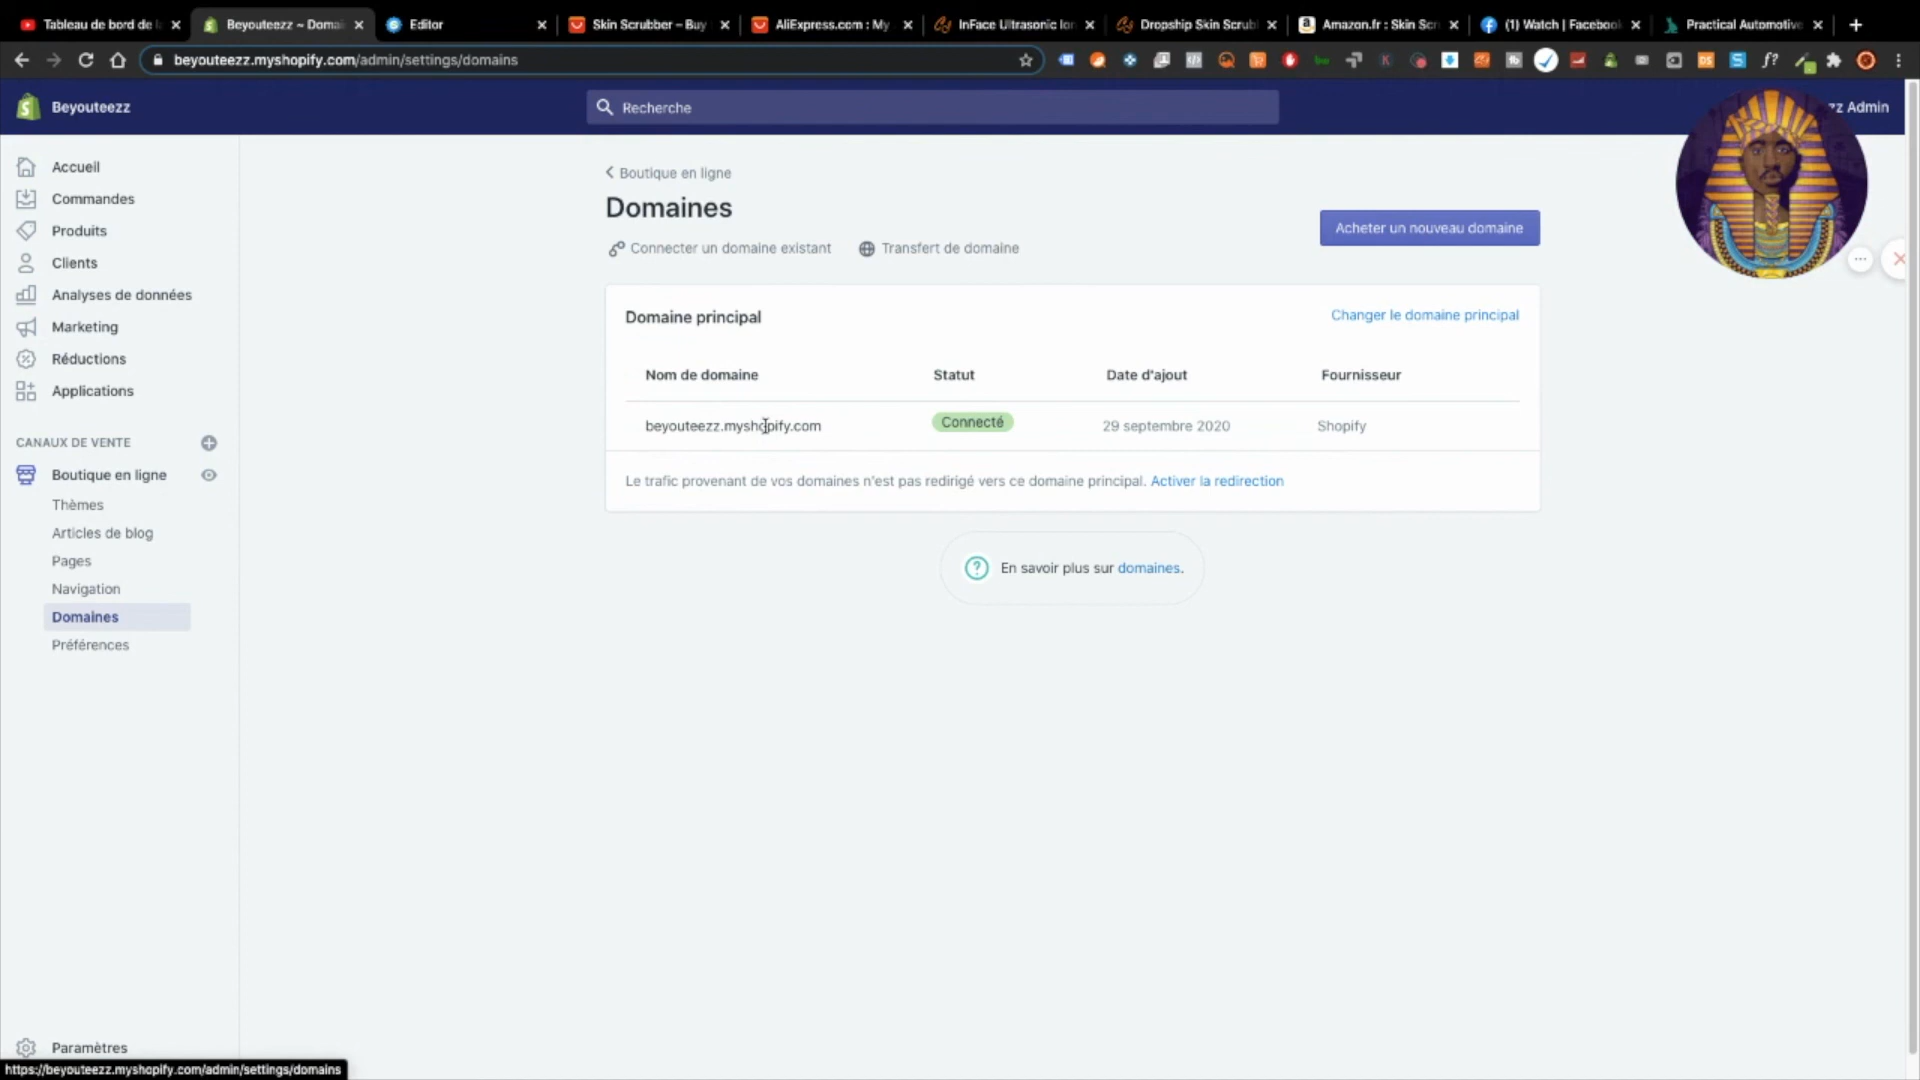 Tableau de bord de l
Beyouteezz ~ Domai
Editor
Skin Scrubber – Buy
AliExpress.com : My
InFace Ultrasonic Ion
Dropship Skin Scrub
Amazon.fr : Skin Scr
(1) Watch | Facebook
Practical Automotive
beyouteezz.myshopify.com/admin/settings/domains
Beyouteezz
Recherche
zz Admin
Accueil
Commandes
Produits
Clients
Analyses de données
Marketing
Réductions
Applications
CANAUX DE VENTE
Boutique en ligne
Thèmes
Articles de blog
Pages
Navigation
Domaines
Préférences
Paramètres
Boutique en ligne
Domaines
Connecter un domaine existant
Transfert de domaine
Acheter un nouveau domaine
Domaine principal
Changer le domaine principal
Nom de domaine Statut Date d'ajout Fournisseur
beyouteezz.myshopify.com Connecté 29 septembre 2020 Shopify
Le trafic provenant de vos domaines n'est pas redirigé vers ce domaine principal. Activer la redirection
En savoir plus sur domaines.
https://beyouteezz.myshopify.com/admin/settings/domains